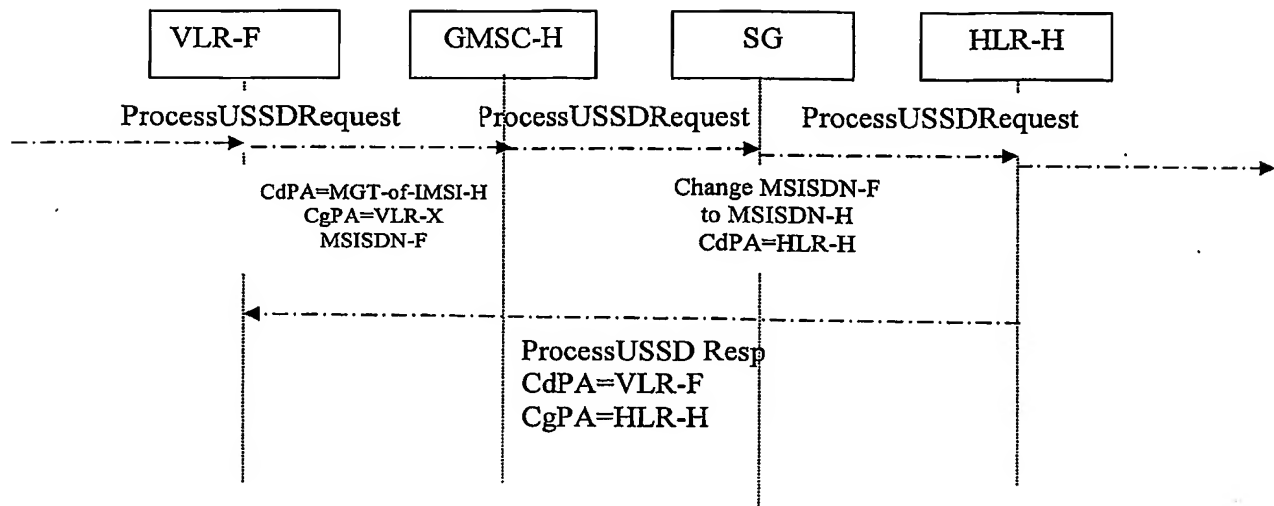 VLR-F
GMSC-H
SG
HLR-H
ProcessUSSDRequest
ProcessUSSDRequest
ProcessUSSDRequest
CdPA=MGT-of-IMSI-H
CgPA=VLR-X
MSISDN-F
Change MSISDN-F
to MSISDN-H
CdPA=HLR-H
ProcessUSSD Resp
CdPA=VLR-F
CgPA=HLR-H